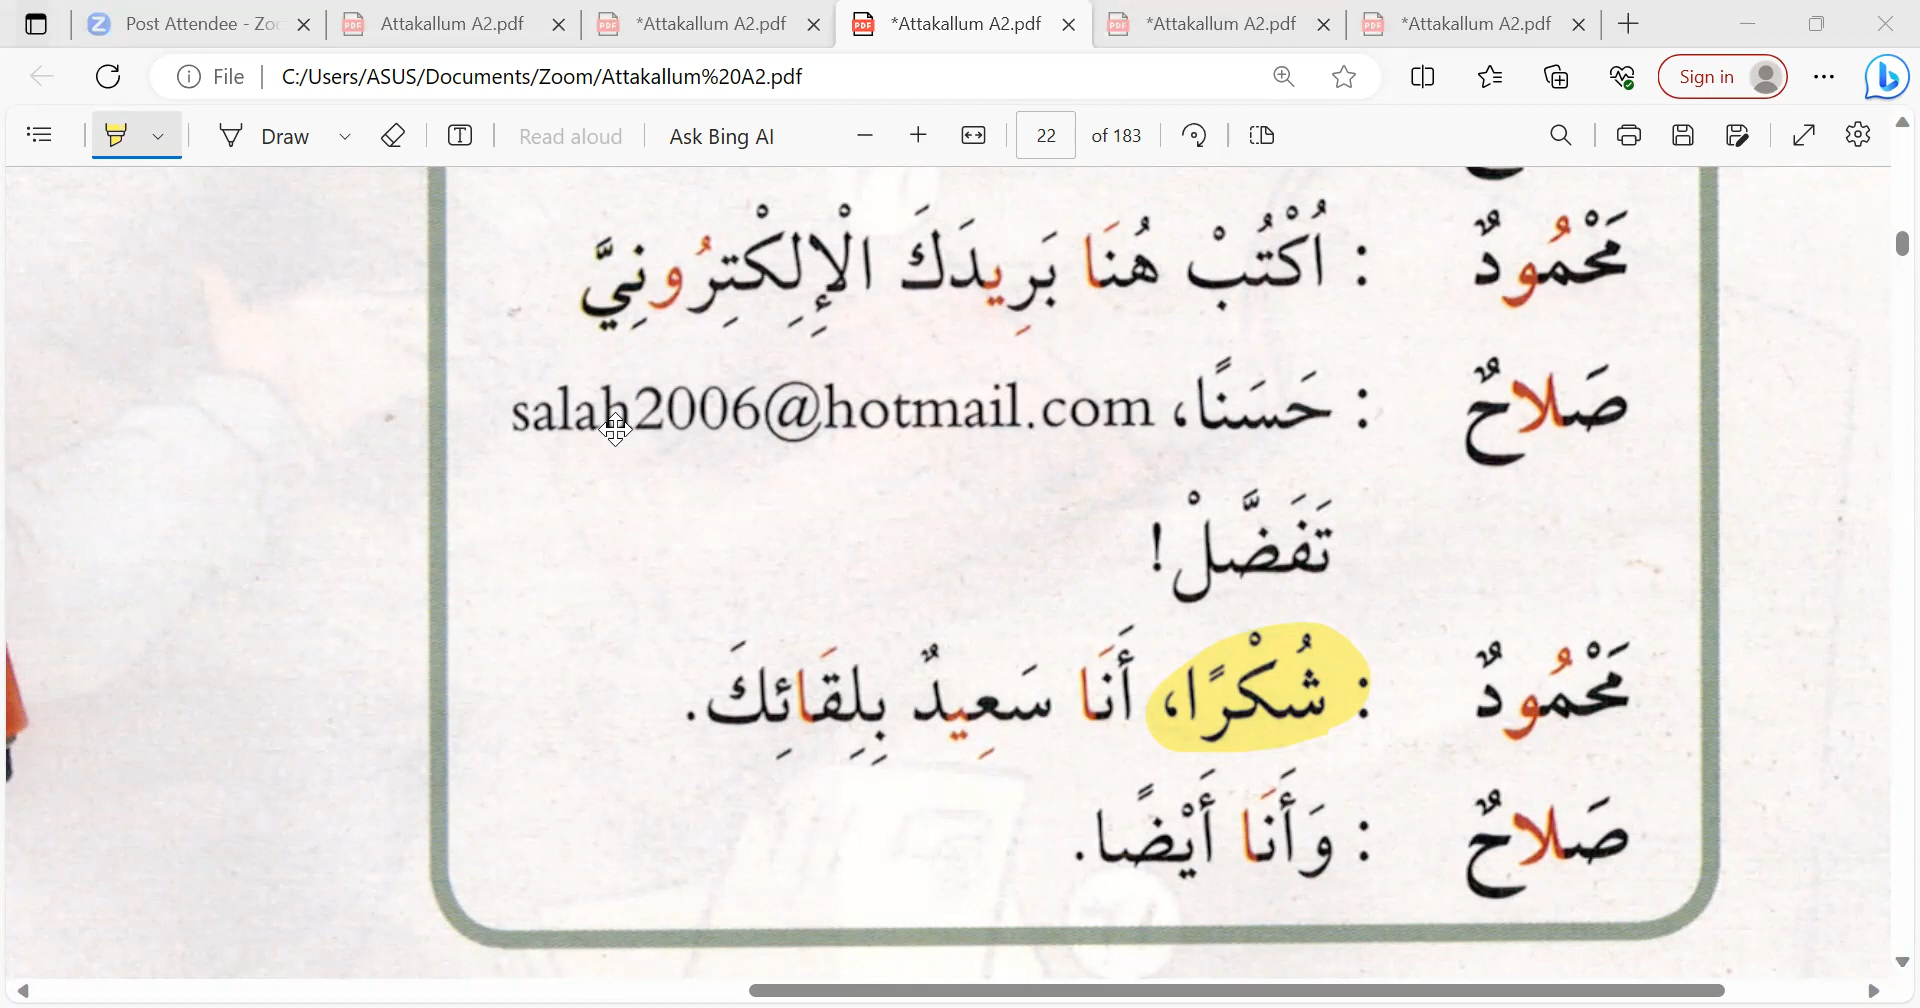 Post Attendee - Zoo
Attakallum A2.pdf
*Attakallum A2.pdf
*Attakallum A2.pdf
*Attakallum A2.pdf
*Attakallum A2.pdf
File C:/Users/ASUS/Documents/Zoom/Attakallum%20A2.pdf Sign in
Draw Read aloud Ask Bing AI 22 of 183
مَحْمُودٌ : اُكْتُبْ هُنَا بَرِيدَكَ الْإِلِكْتِرُونِيَّ
صَلَاحٌ : حَسَنًا، salah2006@hotmail.com
تَفَضَّلْ!
مَحْمُودٌ : شُكْرًا، أَنَا سَعِيدٌ بِلِقَائِكَ.
صَلَاحٌ : وَأَنَا أَيْضًا.